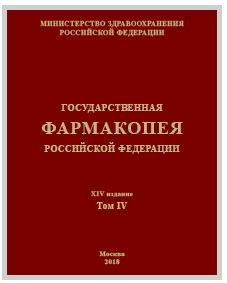 МИНИСТЕРСТВО ЗДРАВООХРАНЕНИЯ
РОССИЙСКОЙ ФЕДЕРАЦИИ
ГОСУДАРСТВЕННАЯ
ФАРМАКОПЕЯ
РОССИЙСКОЙ ФЕДЕРАЦИИ
XIV издание
Том IV
Москва
2018